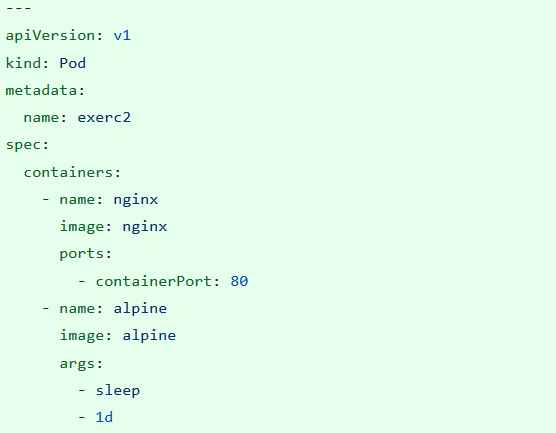 ---
apiVersion: v1
kind: Pod
metadata:
  name: exerc2
spec:
  containers:
    - name: nginx
      image: nginx
      ports:
        - containerPort: 80
    - name: alpine
      image: alpine
      args:
        - sleep
        - 1d